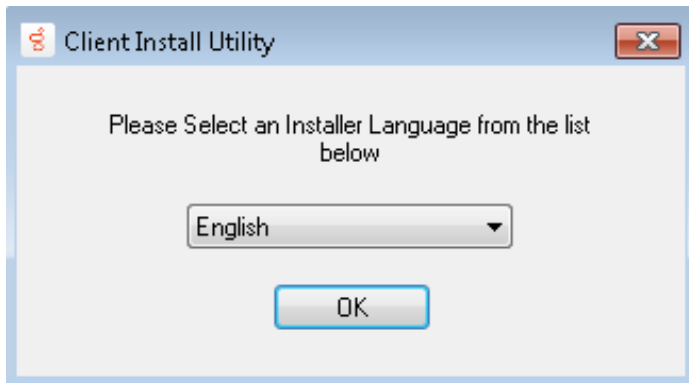 Client Install Utility
Please Select an Installer Language from the list
below
English
OK